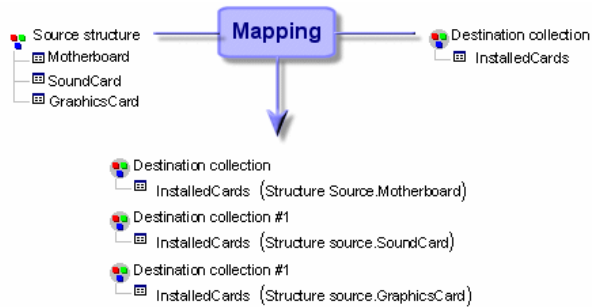 Source structure
Motherboard
SoundCard
GraphicsCard
Mapping
Destination collection
InstalledCards
Destination collection
InstalledCards (Structure Source.Motherboard)
Destination collection #1
InstalledCards (Structure source.SoundCard)
Destination collection #1
InstalledCards (Structure source.GraphicsCard)